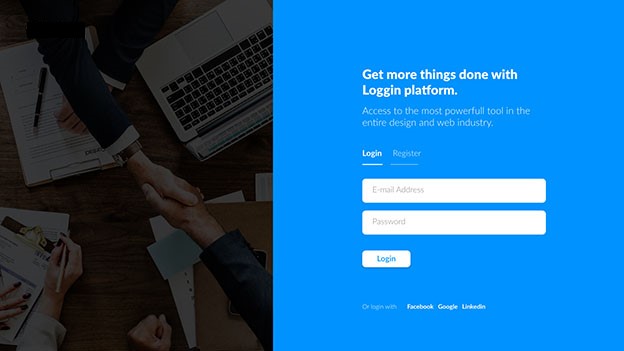 Get more things done with
Loggin platform.
Access to the most powerfull tool in the
entire design and web industry.
Login Register
E-mail Address
Password
Login
Or login with Facebook Google Linkedin